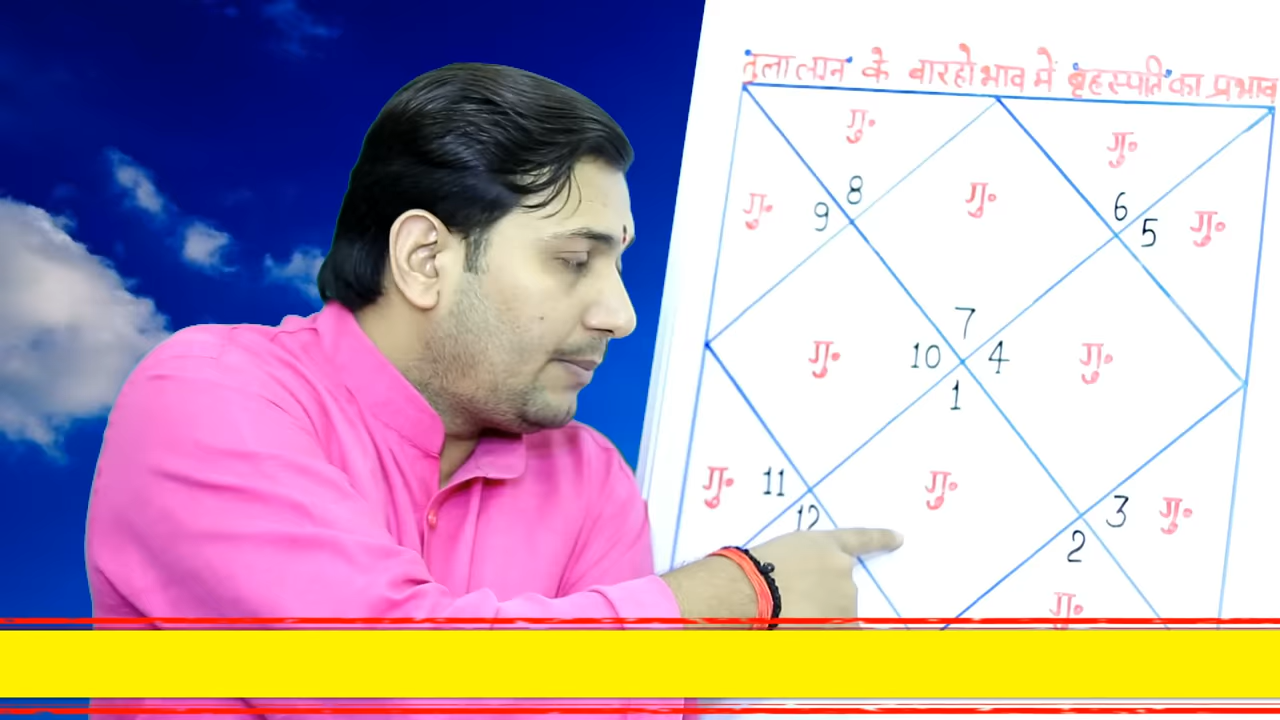 तुला लग्न के बारहो भाव में बृहस्पति का प्रभाव
गु॰
गु॰
गु॰ 9 8 गु॰ 6 5 गु॰
7
गु॰ 10 4 गु॰
1
गु॰ 11 गु॰ 3 गु॰
12 2
गु॰